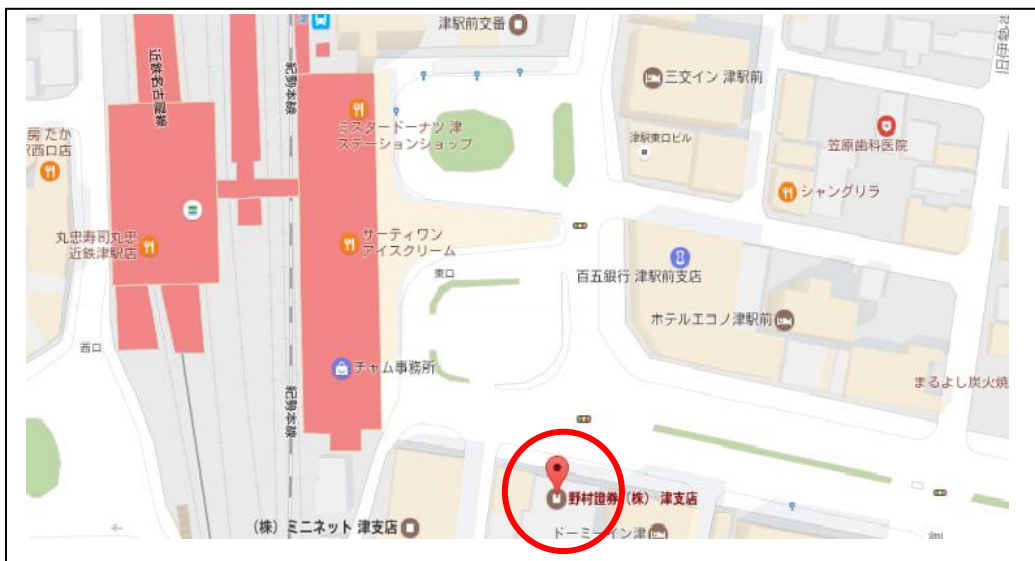 津
津駅前交番
旧伊勢
近鉄名古屋線
紀勢本線
三交イン 津駅前
ミスタードーナツ 津
ステーションショップ
津駅東口ビル
笠原歯科医院
房 たか
駅西口店
シャングリラ
丸忠寿司丸忠
近鉄津駅店
サーティワン
アイスクリーム
東口
百五銀行 津駅前支店
ホテルエコノ津駅前
西口
チャム事務所
まるよし炭火焼
紀勢本線
野村證券(株) 津支店
(株) ミニネット 津支店
ドーミーイン津